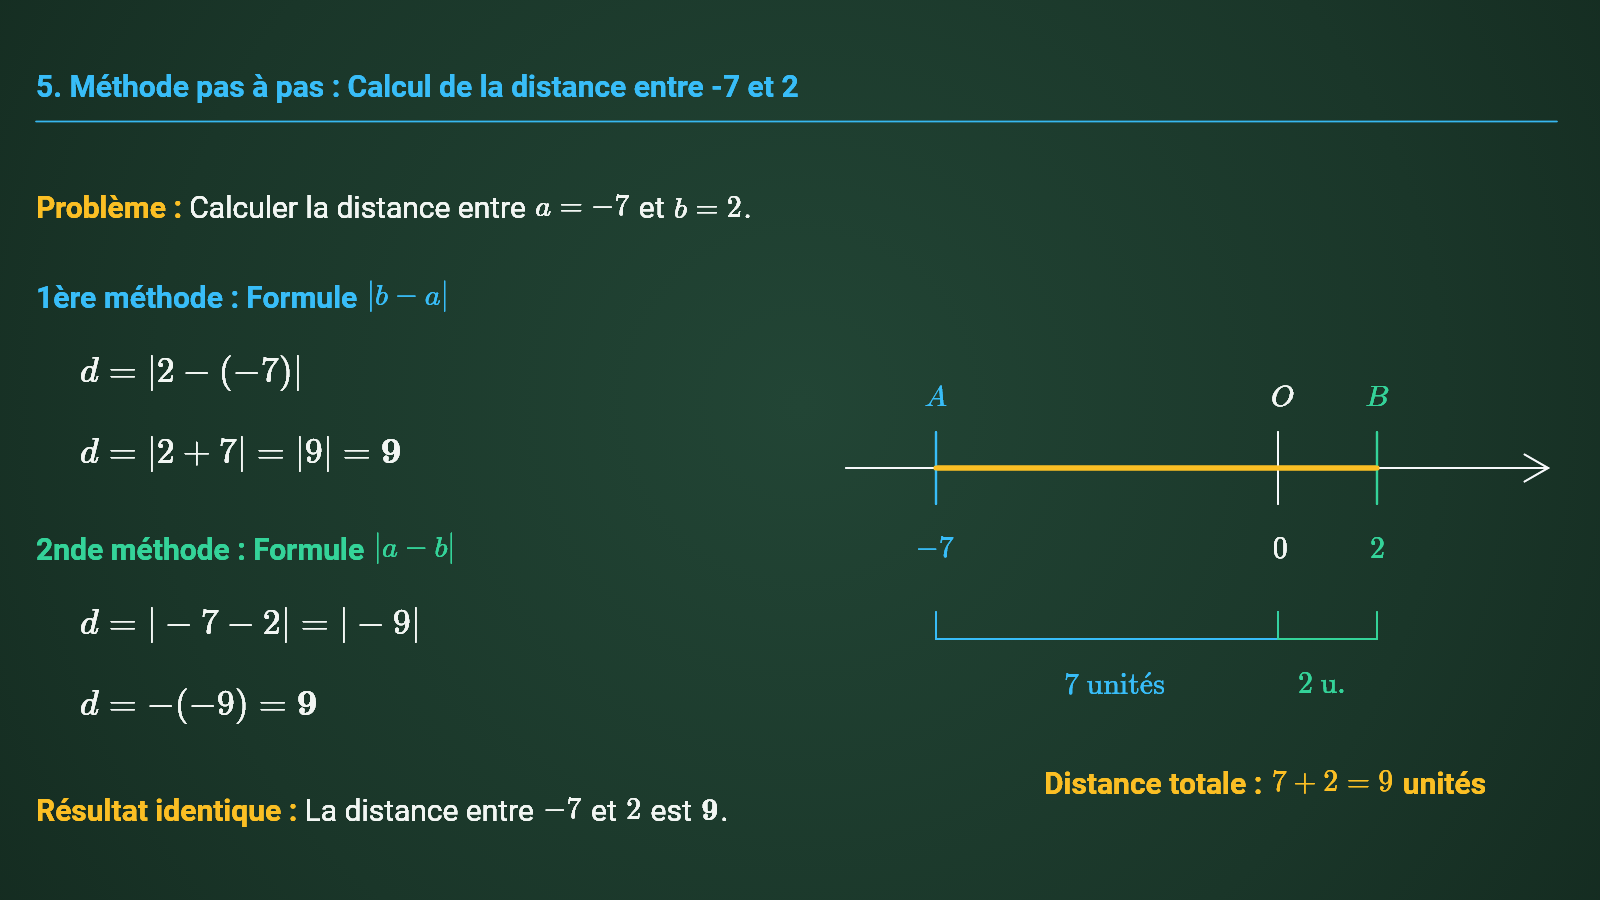 5. Méthode pas à pas : Calcul de la distance entre -7 et 2
Problème : Calculer la distance entre a = −7 et b = 2.
1ère méthode : Formule |b − a|
d = |2 − (−7)|
d = |2 + 7| = |9| = 9
2nde méthode : Formule |a − b|
d = | − 7 − 2| = | − 9|
d = −(−9) = 9
Résultat identique : La distance entre −7 et 2 est 9.
A O B
−7 0 2
7 unités 2 u.
Distance totale : 7 + 2 = 9 unités